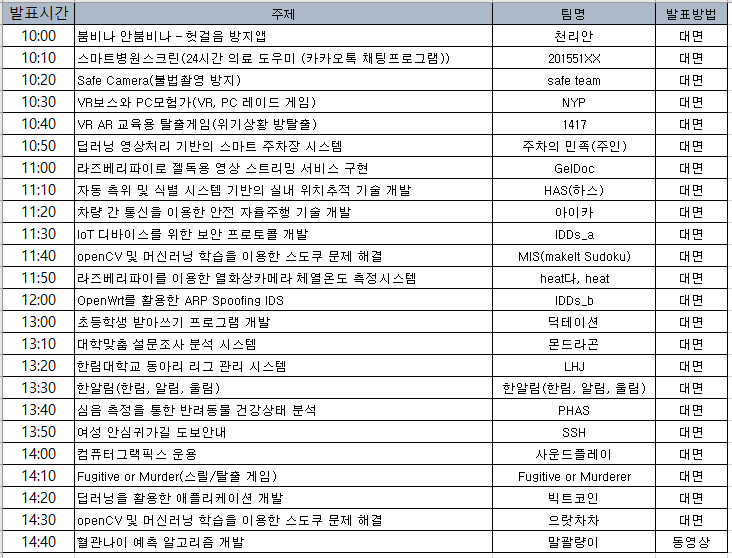 발표시간 주제 팀명 발표방법
10:00 붐비나 안붐비나 - 헛걸음 방지앱 천리안 대면
10:10 스마트병원스크린(24시간 의료 도우미 (카카오톡 채팅프로그램)) 201551XX 대면
10:20 Safe Camera(불법촬영 방지) safe team 대면
10:30 VR보스와 PC모험가(VR, PC 레이드 게임) NYP 대면
10:40 VR AR 교육용 탈출게임(위기상황 방탈출) 1417 대면
10:50 딥러닝 영상처리 기반의 스마트 주차장 시스템 주차의 민족(주인) 대면
11:00 라즈베리파이로 젤독용 영상 스트리밍 서비스 구현 GelDoc 대면
11:10 자동 측위 및 식별 시스템 기반의 실내 위치추적 기술 개발 HAS(하스) 대면
11:20 차량 간 통신을 이용한 안전 자율주행 기술 개발 아이카 대면
11:30 IoT 디바이스를 위한 보안 프로토콜 개발 IDDs_a 대면
11:40 openCV 및 머신러닝 학습을 이용한 스도쿠 문제 해결 MIS(makeIt Sudoku) 대면
11:50 라즈베리파이를 이용한 열화상카메라 체열온도 측정시스템 heat다, heat 대면
12:00 OpenWrt를 활용한 ARP Spoofing IDS IDDs_b 대면
13:00 초등학생 받아쓰기 프로그램 개발 덕테이션 대면
13:10 대학맞춤 설문조사 분석 시스템 몬드라곤 대면
13:20 한림대학교 동아리 리그 관리 시스템 LHJ 대면
13:30 한알림(한림, 알림, 울림) 한알림(한림, 알림, 울림) 대면
13:40 심음 측정을 통한 반려동물 건강상태 분석 PHAS 대면
13:50 여성 안심귀가길 도보안내 SSH 대면
14:00 컴퓨터그랙픽스 운용 사운드플레이 대면
14:10 Fugitive or Murder(스릴/탈출 게임) Fugitive or Murderer 대면
14:20 딥러닝을 활용한 애플리케이션 개발 빅트코인 대면
14:30 openCV 및 머신러닝 학습을 이용한 스도쿠 문제 해결 으랏차차 대면
14:40 혈관나이 예측 알고리즘 개발 말괄량이 동영상